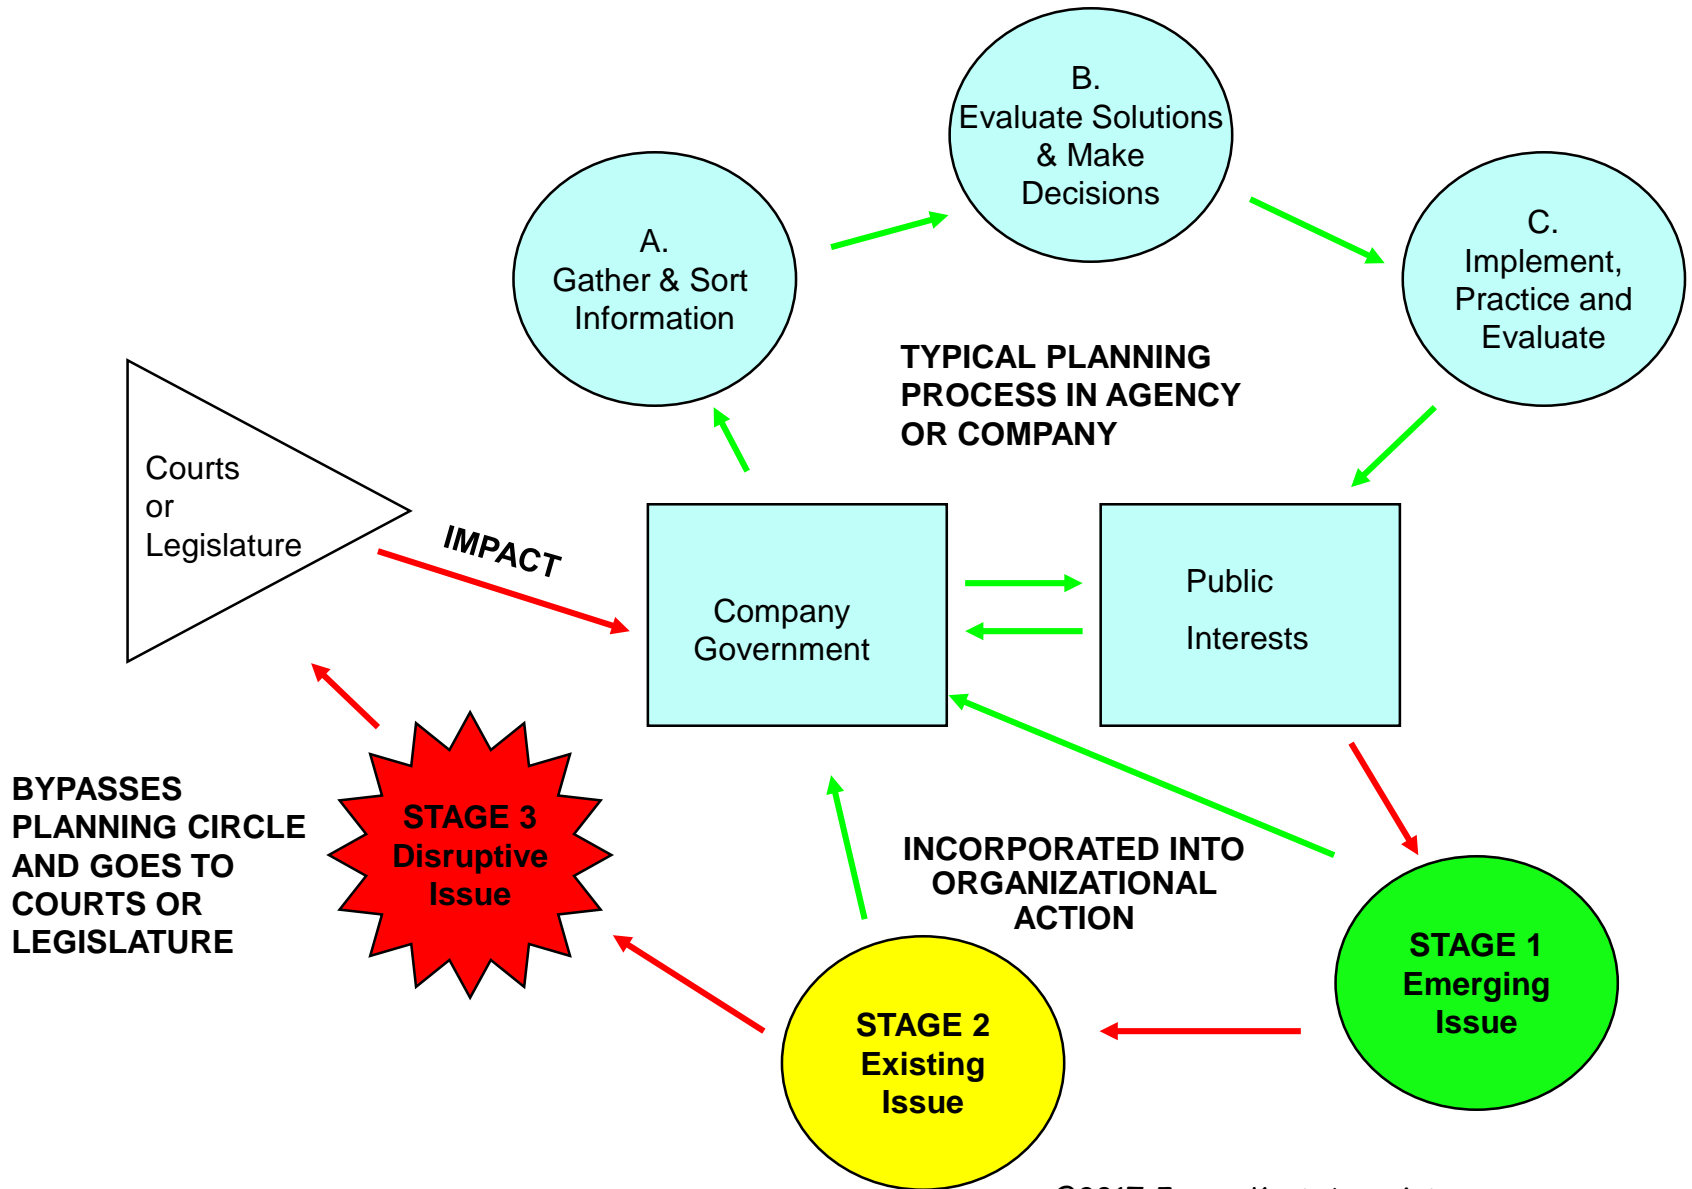 B.
Evaluate Solutions
& Make
Decisions
A.
Gather & Sort
Information
C.
Implement,
Practice and
Evaluate
TYPICAL PLANNING
PROCESS IN AGENCY
OR COMPANY
Courts
or
Legislature
IMPACT
Company
Government
Public
Interests
BYPASSES
PLANNING CIRCLE
AND GOES TO
COURTS OR
LEGISLATURE
STAGE 3
Disruptive
Issue
INCORPORATED INTO
ORGANIZATIONAL
ACTION
STAGE 1
Emerging
Issue
STAGE 2
Existing
Issue